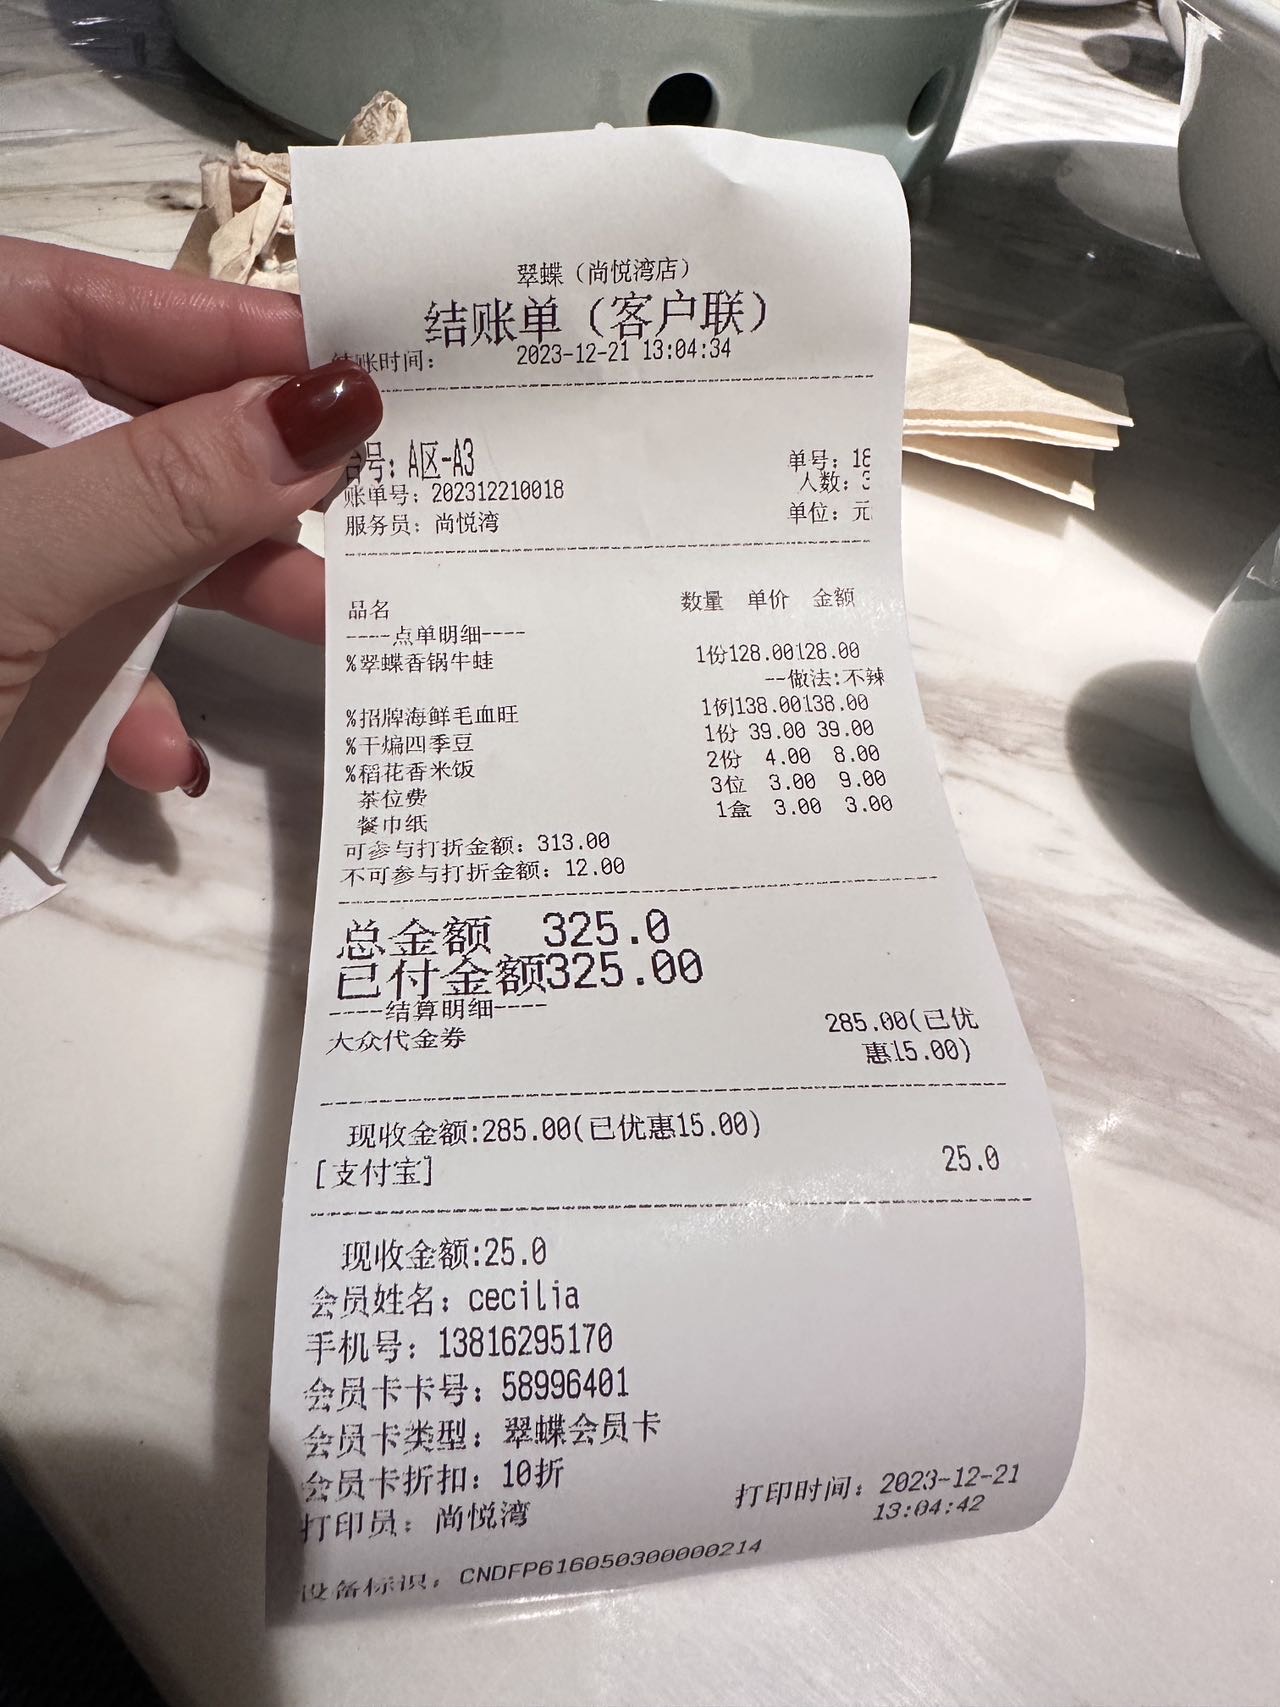 翠蝶（尚悦湾店）
结账单（客户联）
结账时间： 2023-12-21 13:04:34
台号：A区-A3 单号：18
账单号：202312210018 人数：3
服务员：尚悦湾 单位：元
品名 数量 单价 金额
----点单明细----
%翠蝶香锅牛蛙 1份128.00128.00
--做法:不辣
%招牌海鲜毛血旺 1例138.00138.00
%干煸四季豆 1份 39.00 39.00
%稻花香米饭 2份 4.00 8.00
茶位费 3位 3.00 9.00
餐巾纸 1盒 3.00 3.00
可参与打折金额：313.00
不可参与打折金额：12.00
总金额 325.0
已付金额325.00
----结算明细----
大众代金券 285.00(已优
惠15.00)
现收金额:285.00(已优惠15.00)
[支付宝] 25.0
现收金额:25.0
会员姓名：cecilia
手机号：13816295170
会员卡卡号：58996401
会员卡类型：翠蝶会员卡
会员卡折扣：10折
打印员：尚悦湾 打印时间：2023-12-21
13:04:42
设备标识：CNDFP616050300000214